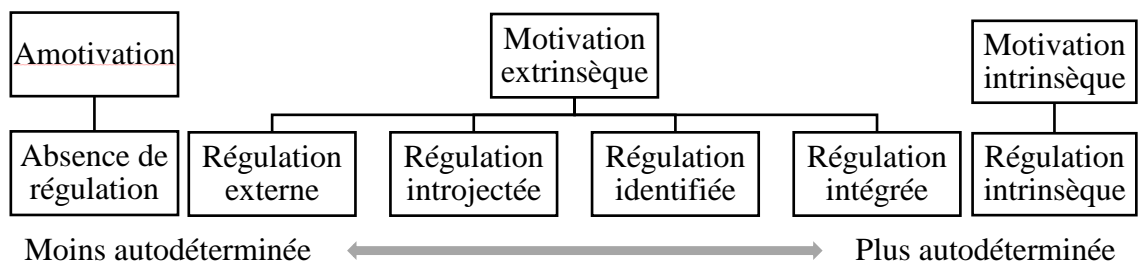 Amotivation
Motivation
extrinsèque
Motivation
intrinsèque
Absence de
régulation
Régulation
externe
Régulation
introjectée
Régulation
identifiée
Régulation
intégrée
Régulation
intrinsèque
Moins autodéterminée
Plus autodéterminée